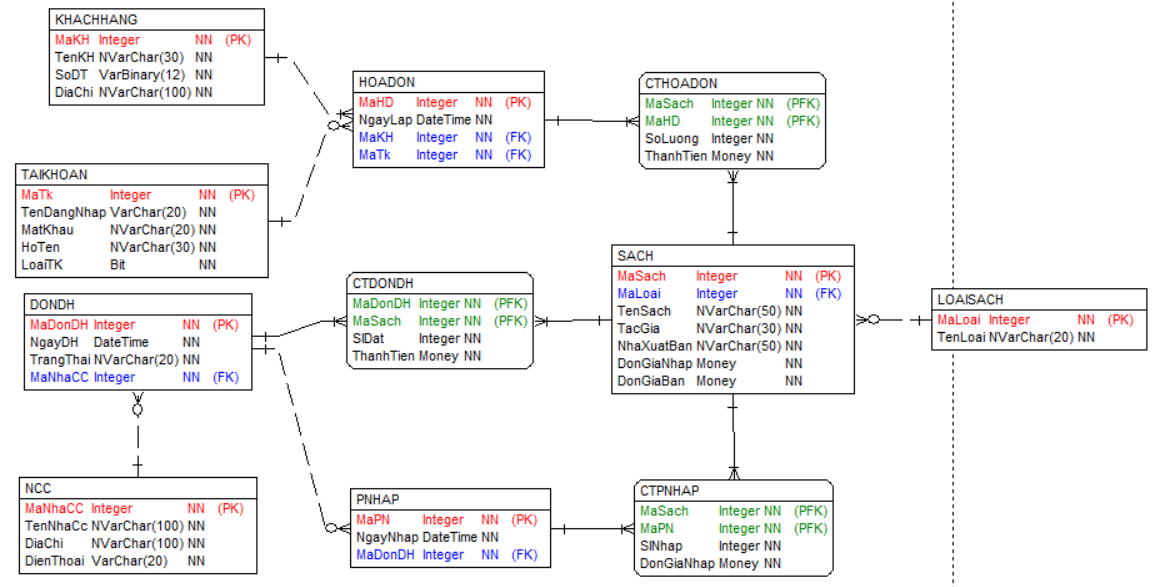 KHACHHANG
MaKH Integer NN (PK)
TenKH NVarChar(30) NN
SoDT VarBinary(12) NN
DiaChi NVarChar(100) NN
HOADON
MaHD Integer NN (PK)
NgayLap DateTime NN
MaKH Integer NN (FK)
MaTk Integer NN (FK)
CTHOADON
MaSach Integer NN (PFK)
MaHD Integer NN (PFK)
SoLuong Integer NN
ThanhTien Money NN
TAIKHOAN
MaTk Integer NN (PK)
TenDangNhap VarChar(20) NN
MatKhau NVarChar(20) NN
HoTen NVarChar(30) NN
LoaiTK Bit NN
SACH
MaSach Integer NN (PK)
MaLoai Integer NN (FK)
TenSach NVarChar(50) NN
TacGia NVarChar(30) NN
NhaXuatBan NVarChar(50) NN
DonGiaNhap Money NN
DonGiaBan Money NN
CTDONDH
MaDonDH Integer NN (PFK)
MaSach Integer NN (PFK)
SlDat Integer NN
ThanhTien Money NN
DONDH
MaDonDH Integer NN (PK)
NgayDH DateTime NN
TrangThai NVarChar(20) NN
MaNhaCC Integer NN (FK)
LOAISACH
MaLoai Integer NN (PK)
TenLoai NVarChar(20) NN
NCC
MaNhaCC Integer NN (PK)
TenNhaCc NVarChar(100) NN
DiaChi NVarChar(100) NN
DienThoai VarChar(20) NN
PNHAP
MaPN Integer NN (PK)
NgayNhap DateTime NN
MaDonDH Integer NN (FK)
CTPNHAP
MaSach Integer NN (PFK)
MaPN Integer NN (PFK)
SlNhap Integer NN
DonGiaNhap Money NN